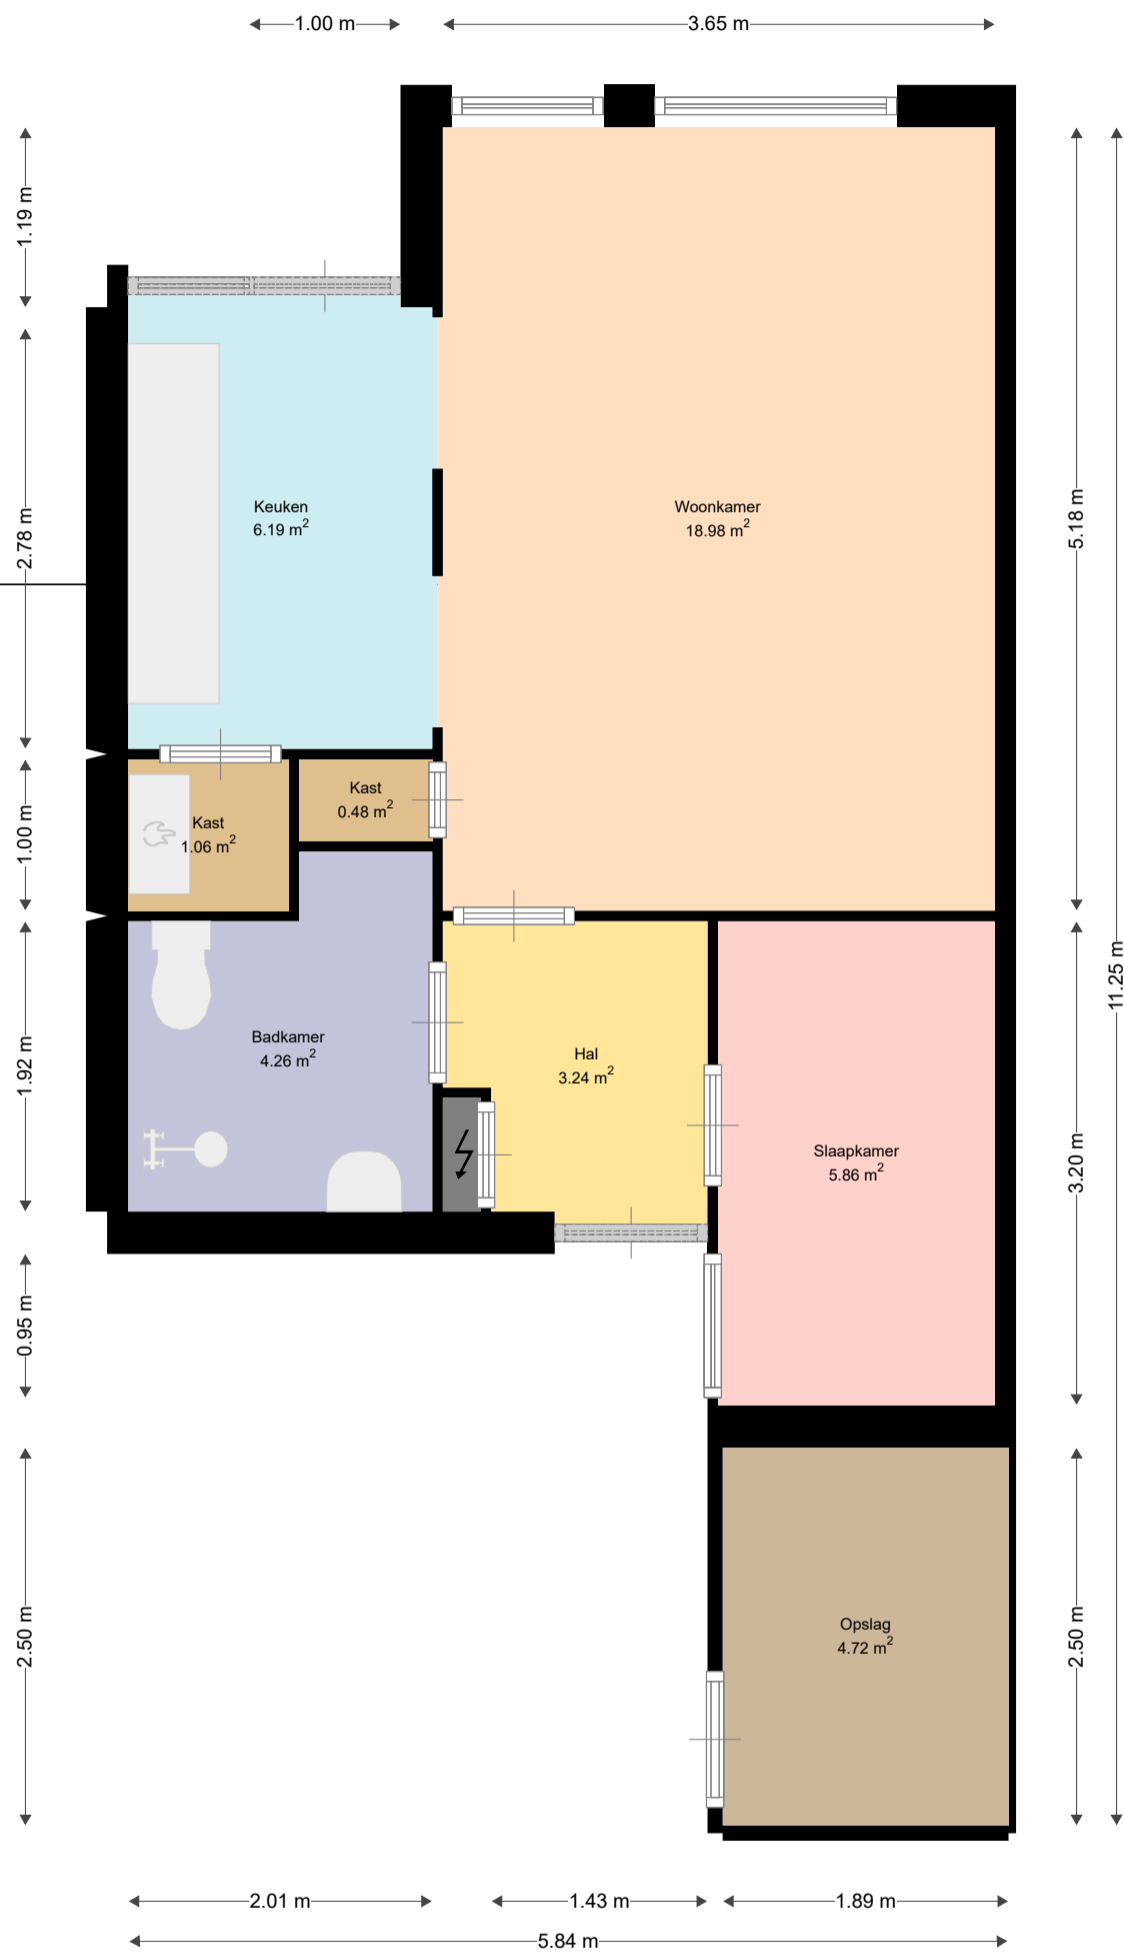 1.00 m
3.65 m
1.19 m
2.78 m
1.00 m
1.92 m
0.95 m
2.50 m
Keuken
6.19 m²
Woonkamer
18.98 m²
Kast
0.48 m²
Kast
1.06 m²
Badkamer
4.26 m²
Hal
3.24 m²
Slaapkamer
5.86 m²
Opslag
4.72 m²
5.18 m
3.20 m
2.50 m
11.25 m
2.01 m
1.43 m
1.89 m
5.84 m